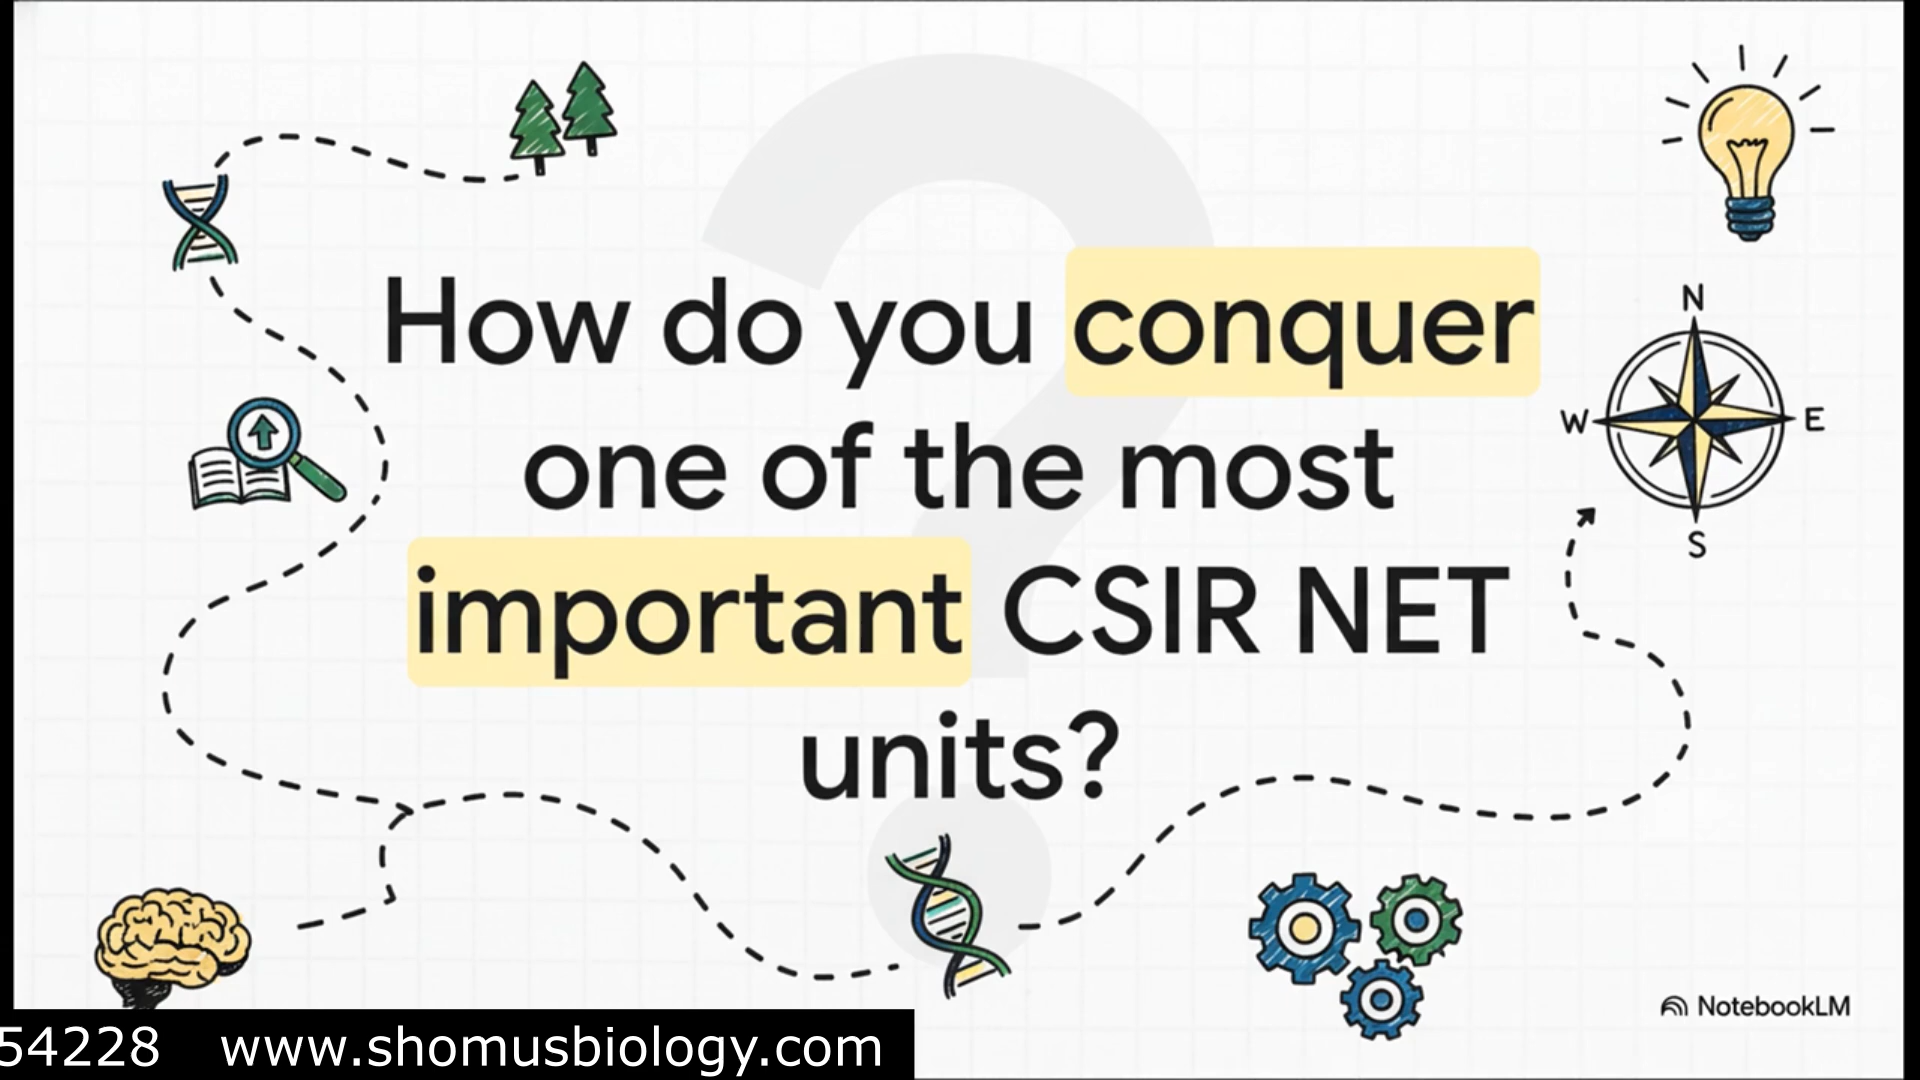 How do you conquer
one of the most
important CSIR NET
units?
N
W
E
S
NotebookLM
54228 www.shomusbiology.com